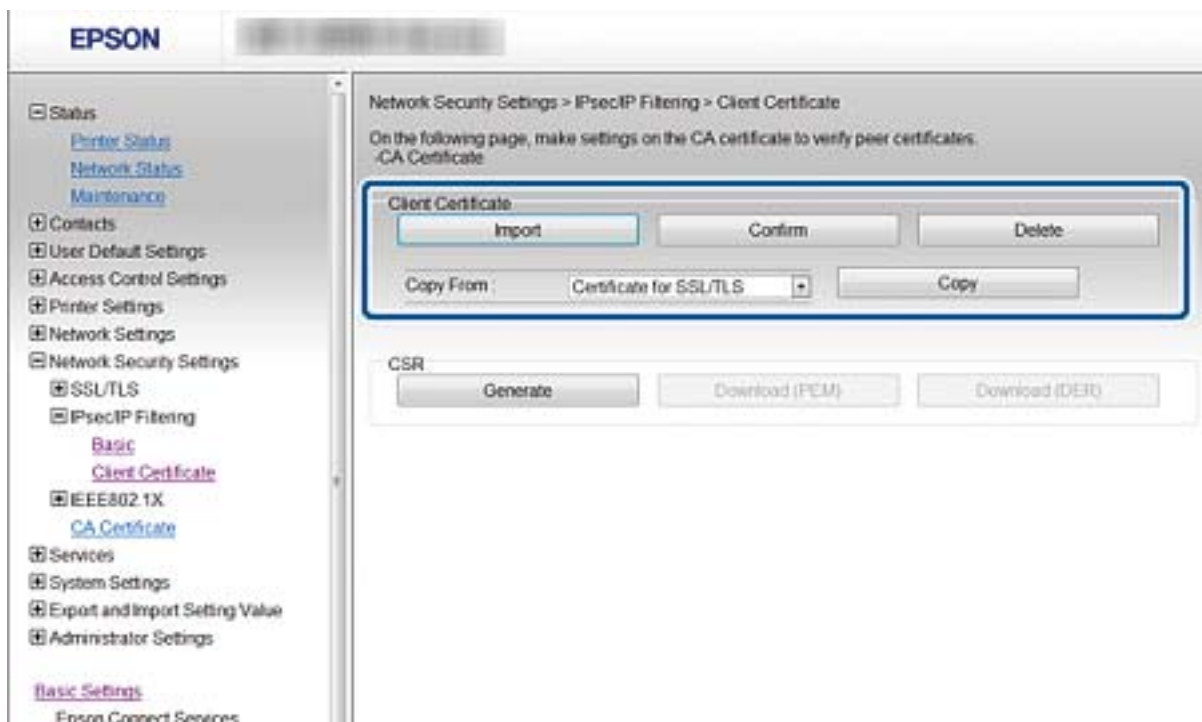 EPSON
Status
Printer Status
Network Status
Maintenance
Contacts
User Default Settings
Access Control Settings
Printer Settings
Network Settings
Network Security Settings
SSL/TLS
IPsec/IP Filtering
Basic
Client Certificate
IEEE802.1X
CA Certificate
Services
System Settings
Export and Import Setting Value
Administrator Settings
Basic Settings
Epson Connect Services
Network Security Settings > IPsec/IP Filtering > Client Certificate
On the following page, make settings on the CA certificate to verify peer certificates.
-CA Certificate
Client Certificate
Import Confirm Delete
Copy From : Certificate for SSL/TLS Copy
CSR
Generate Download (PEM) Download (DER)